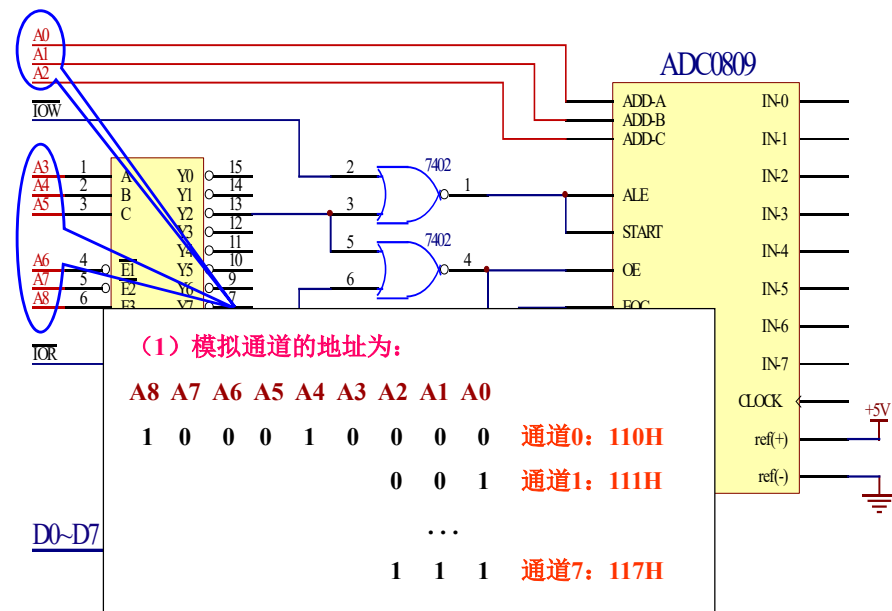 A0
A1
A2
IOW
ADC0809
ADD-A
ADD-B
ADD-C
ALE
START
OE
EOC
IN-0
IN-1
IN-2
IN-3
IN-4
IN-5
IN-6
IN-7
CLOCK
ref(+)
ref(-)
+5V
A3 1 A Y0 15
A4 2 B Y1 14
A5 3 C Y2 13
Y3 12
Y4 11
A6 4 E1 Y5 10
A7 5 E2 Y6 9
A8 6 E3 Y7 7
IOR
2
3
7402
1
5
6
7402
4
D0~D7
（1）模拟通道的地址为：
A8 A7 A6 A5 A4 A3 A2 A1 A0
1 0 0 0 1 0 0 0 0 通道0：110H
0 0 1 通道1：111H
···
1 1 1 通道7：117H